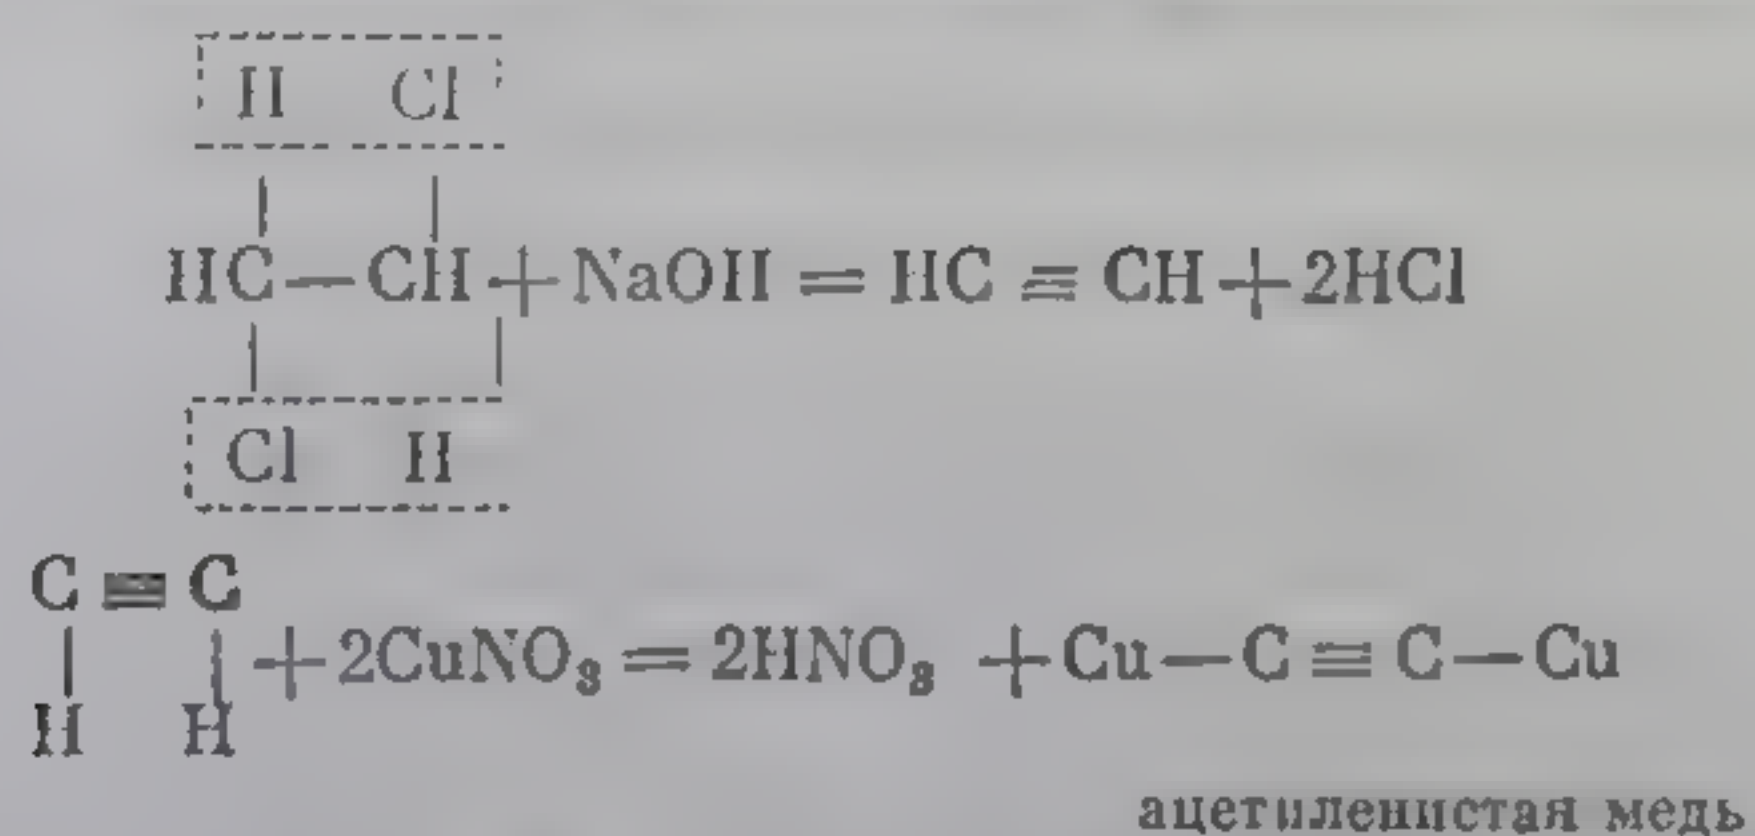 H Cl
HC—CH+NaOH=HC≡CH+2HCl
Cl H
C≡C
+2CuNO₃=2HNO₃ +Cu—C≡C—Cu
H H
ацетиленистая медь